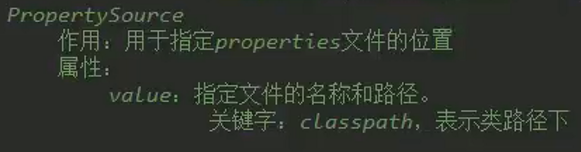 PropertySource
作用：用于指定properties文件的位置
属性：
value：指定文件的名称和路径。
关键字：classpath，表示类路径下